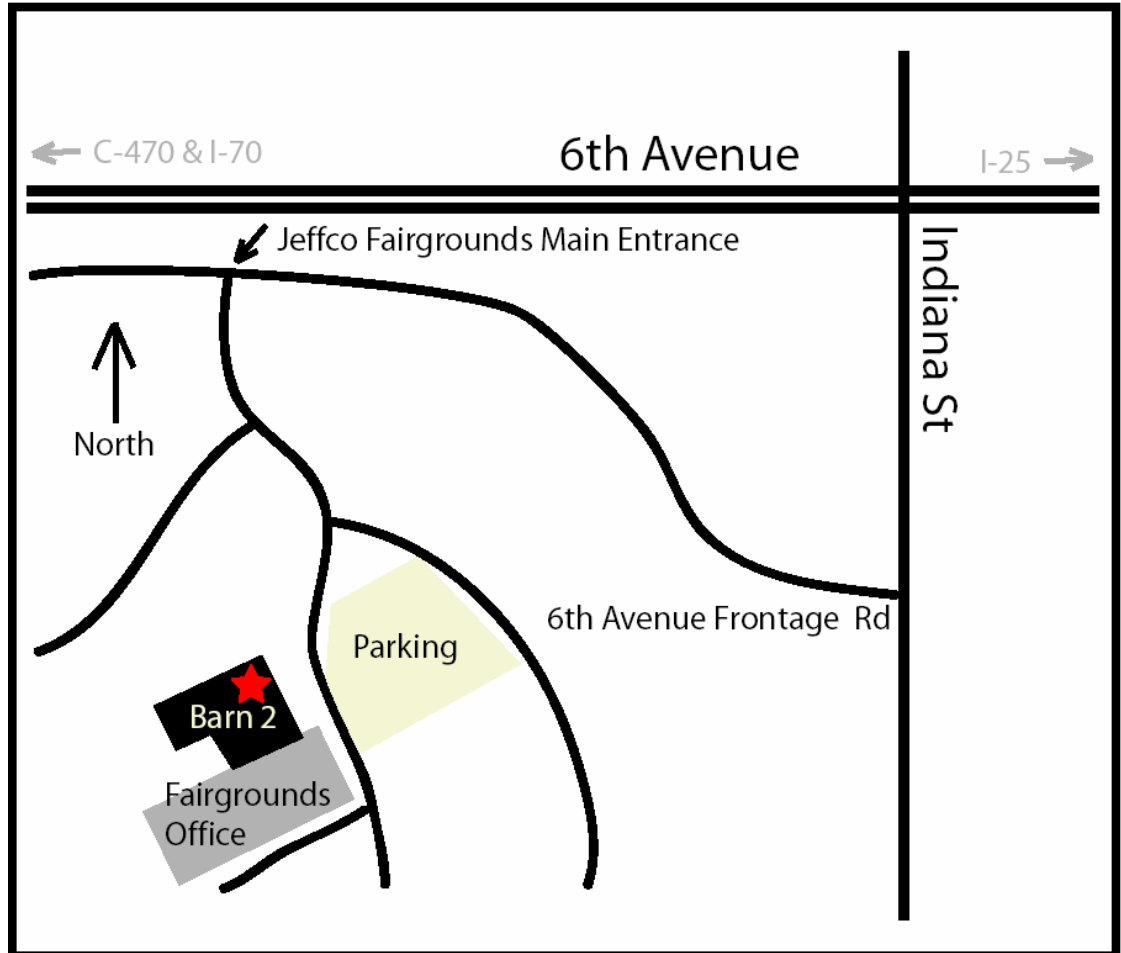 C-470 & I-70
6th Avenue
I-25
Jeffco Fairgrounds Main Entrance
Indiana St
North
6th Avenue Frontage Rd
Parking
Barn 2
Fairgrounds
Office